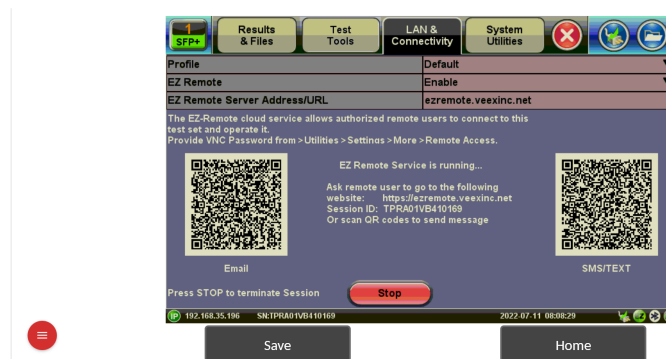 1
SFP+
Results
& Files
Test
Tools
LAN &
Connectivity
System
Utilities
Profile
Default
EZ Remote
Enable
EZ Remote Server Address/URL
ezremote.veexinc.net
The EZ-Remote cloud service allows authorized remote users to connect to this
test set and operate it.
Provide VNC Password from >Utilities >Settings >More >Remote Access.
EZ Remote Service is running...
Ask remote user to go to the following
website: https://ezremote.veexinc.net
Session ID: TPRA01VB410169
Or scan QR codes to send message
Email
SMS/TEXT
Press STOP to terminate Session
Stop
IP 192.168.35.196 SN:TPRA01VB410169 2022-07-11 08:08:29
Save
Home